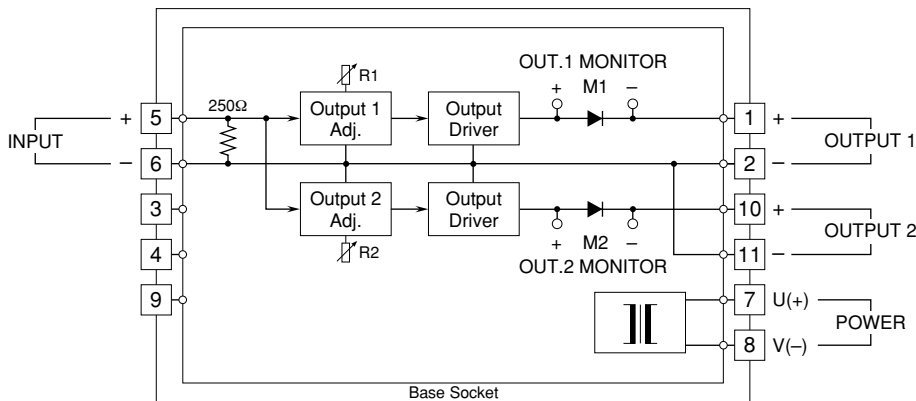 OUT.1 MONITOR
R1
+ M1 –
250Ω
INPUT
+ 5
– 6
3
4
9
Output 1
Adj.
Output
Driver
Output 2
Adj.
Output
Driver
R2
+ M2 –
OUT.2 MONITOR
1 +
2 –
OUTPUT 1
10 +
11 –
OUTPUT 2
7 U(+)
8 V(–)
POWER
Base Socket